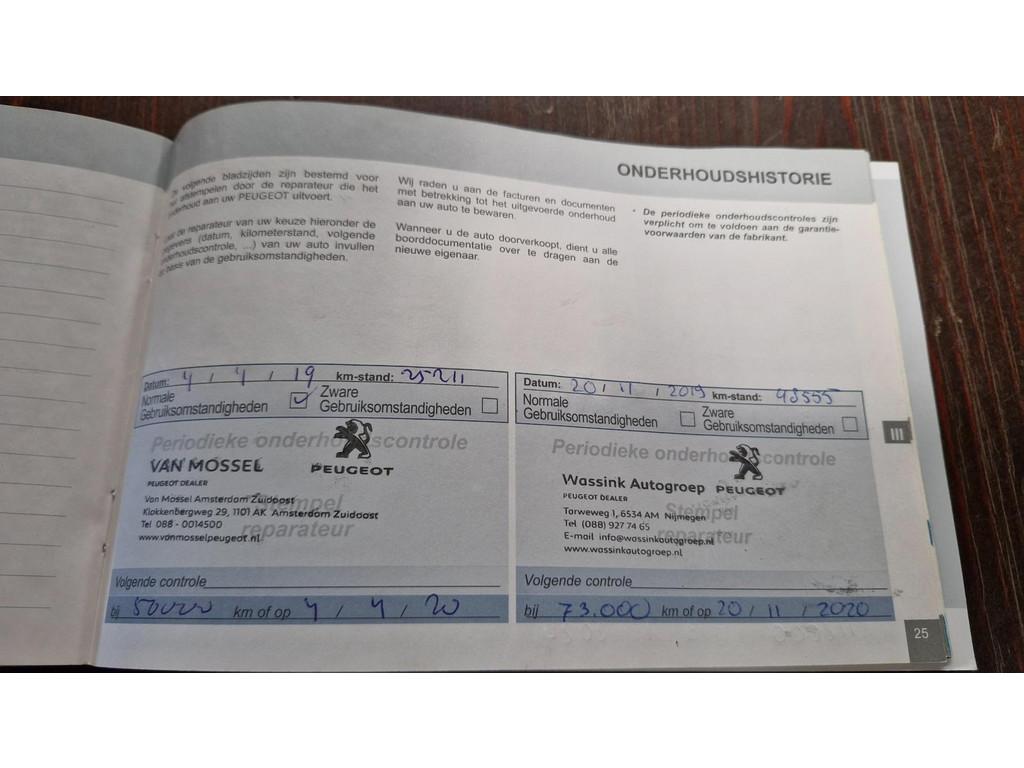 ONDERHOUDSHISTORIE
De volgende bladzijden zijn bestemd voor
het afstempelen door de reparateur die het
onderhoud aan uw PEUGEOT uitvoert.
de reparateur van uw keuze hieronder de
gegevens (datum, kilometerstand, volgende
onderhoudscontrole, ...) van uw auto invullen
basis van de gebruiksomstandigheden.
Wij raden u aan de facturen en documenten
met betrekking tot het uitgevoerde onderhoud
aan uw auto te bewaren.
Wanneer u de auto doorverkoopt, dient u alle
boorddocumentatie over te dragen aan de
nieuwe eigenaar.
• De periodieke onderhoudscontroles zijn
verplicht om te voldoen aan de garantie-
voorwaarden van de fabrikant.
Datum: 4 / 4 / 19 km-stand: 25211
Normale
Gebruiksomstandigheden
Zware
Gebruiksomstandigheden
Periodieke onderhoudscontrole
VAN MOSSEL
PEUGEOT
PEUGEOT DEALER
Van Mossel Amsterdam Zuidoost
Klokkenbergweg 29, 1101 AK Amsterdam Zuidoost
Tel 088 - 0014500
www.vanmosselpeugeot.nl
Stempel
reparateur
Volgende controle
bij 50000 km of op 4 / 4 / 20
Datum: 20 / 11 / 2019 km-stand: 48555
Normale
Gebruiksomstandigheden
Zware
Gebruiksomstandigheden
Periodieke onderhoudscontrole
Wassink Autogroep
PEUGEOT
PEUGEOT DEALER
Tarweweg 1, 6534 AM Nijmegen
Tel (088) 927 74 65
E-mail info@wassinkautogroep.nl
www.wassinkautogroep.nl
Stempel
reparateur
Volgende controle
bij 73.000 km of op 20 / 11 / 2020
III
25